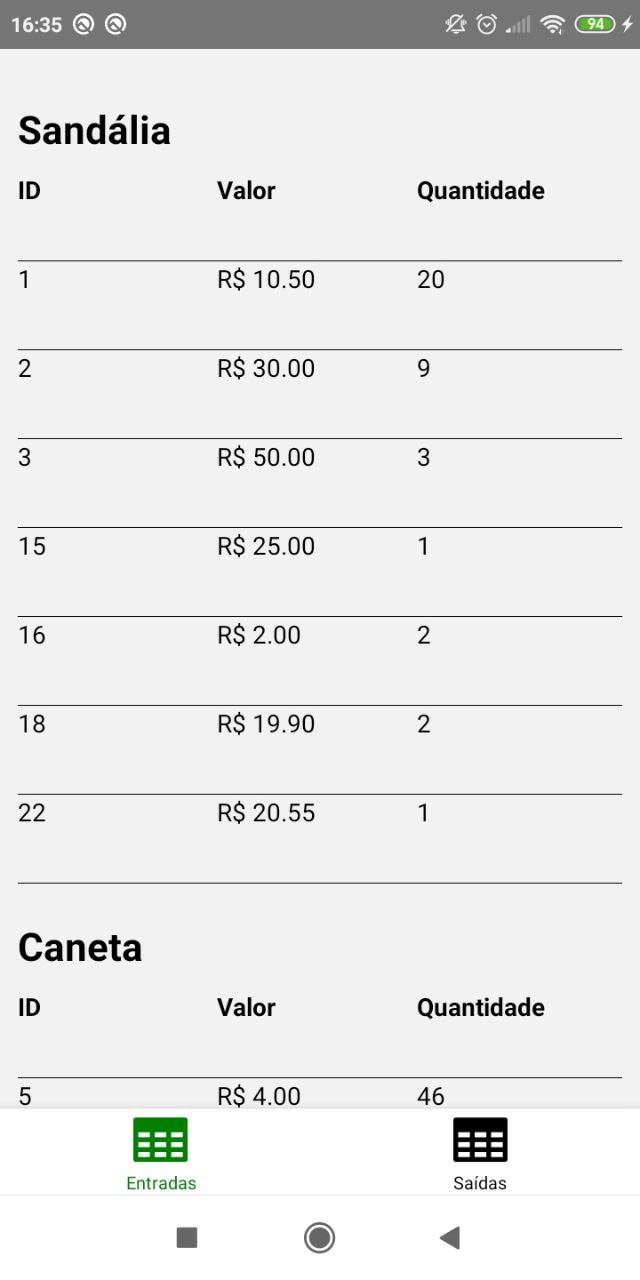 16:35 94
Sandália
ID Valor Quantidade
1 R$ 10.50 20
2 R$ 30.00 9
3 R$ 50.00 3
15 R$ 25.00 1
16 R$ 2.00 2
18 R$ 19.90 2
22 R$ 20.55 1
Caneta
ID Valor Quantidade
5 R$ 4.00 46
Entradas Saídas